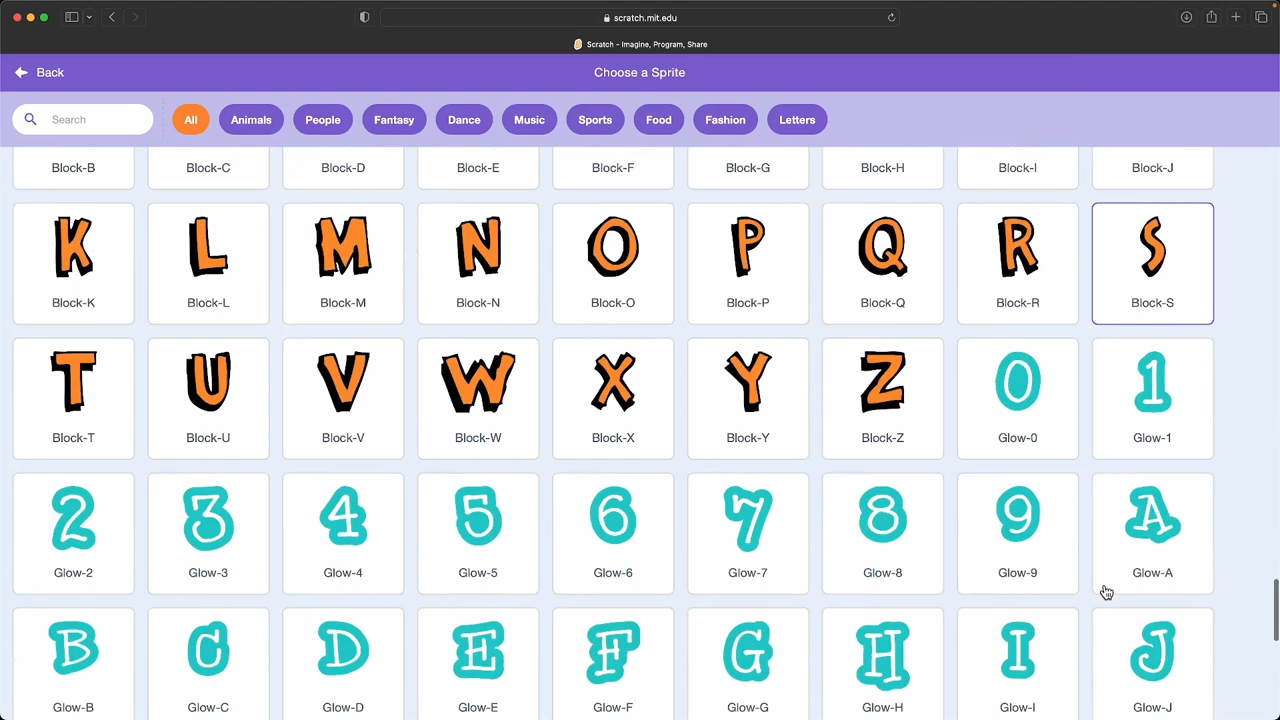 scratch.mit.edu
Scratch - Imagine, Program, Share
Back
Choose a Sprite
Search
All Animals People Fantasy Dance Music Sports Food Fashion Letters
Block-B Block-C Block-D Block-E Block-F Block-G Block-H Block-I Block-J
K L M N O P Q R S
Block-K Block-L Block-M Block-N Block-O Block-P Block-Q Block-R Block-S
T U V W X Y Z 0 1
Block-T Block-U Block-V Block-W Block-X Block-Y Block-Z Glow-0 Glow-1
2 3 4 5 6 7 8 9 A
Glow-2 Glow-3 Glow-4 Glow-5 Glow-6 Glow-7 Glow-8 Glow-9 Glow-A
B C D E F G H I J
Glow-B Glow-C Glow-D Glow-E Glow-F Glow-G Glow-H Glow-I Glow-J